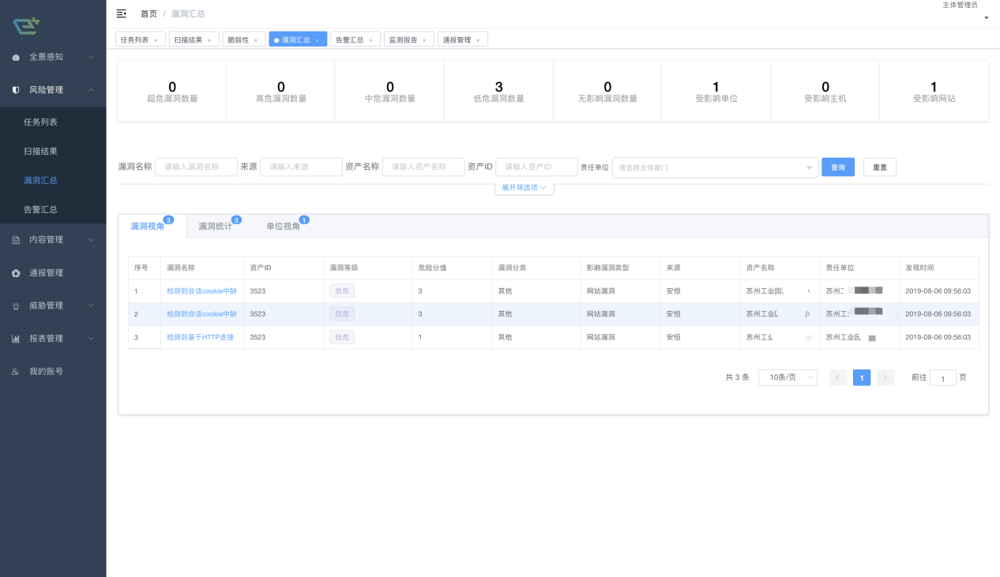 主体管理员
首页 / 漏洞汇总
任务列表 × 扫描结果 × 脆弱性 × 漏洞汇总 × 告警汇总 × 监测报告 × 通报管理 ×
全景感知
风险管理
任务列表
扫描结果
漏洞汇总
告警汇总
内容管理
通报管理
威胁管理
报表管理
我的账号
0 0 0 3 0 1 0 1
超危漏洞数量 高危漏洞数量 中危漏洞数量 低危漏洞数量 无影响漏洞数量 受影响单位 受影响主机 受影响网站
漏洞名称 请输入漏洞名称 来源 请输入来源 资产名称 请输入资产名称 资产ID 请输入资产ID 责任单位 请选择主体部门 查询 重置
展开筛选项
漏洞视角 3 漏洞统计 3 单位视角 1
序号 漏洞名称 资产ID 漏洞等级 危险分值 漏洞分类 影响漏洞类型 来源 资产名称 责任单位 发现时间
1 检测到会话cookie中缺 3523 低危 3 其他 网站漏洞 安恒 苏州工业园 苏州 2019-08-06 09:56:03
2 检测到会话cookie中缺 3523 低危 3 其他 网站漏洞 安恒 苏州工业 苏州工 2019-08-06 09:56:03
3 检测到基于HTTP连接 3523 低危 1 其他 网站漏洞 安恒 苏州工业 苏州工业 2019-08-06 09:56:03
共 3 条 10条/页 1 前往 1 页